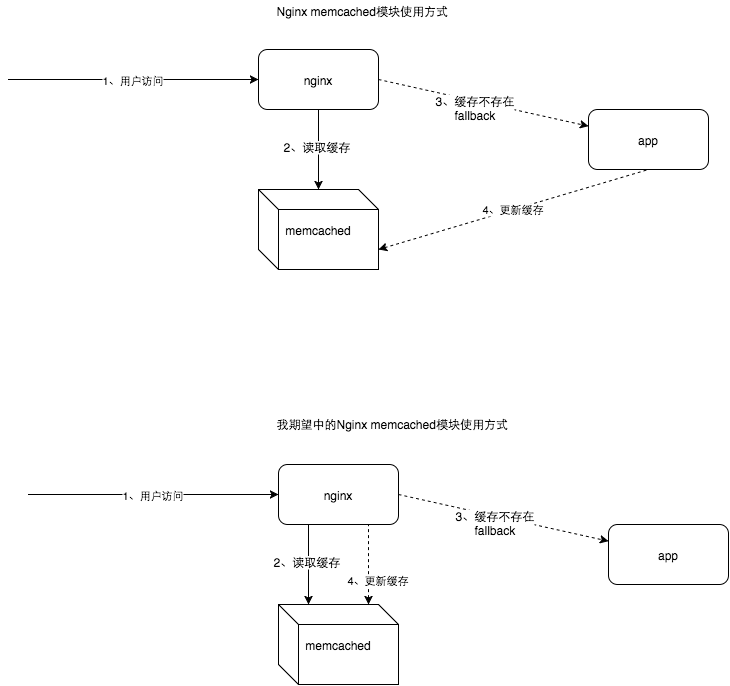 Nginx memcached模块使用方式
1、用户访问
nginx
3、缓存不存在
fallback
app
2、读取缓存
4、更新缓存
memcached
我期望中的Nginx memcached模块使用方式
1、用户访问
nginx
3、缓存不存在
fallback
app
2、读取缓存
4、更新缓存
memcached